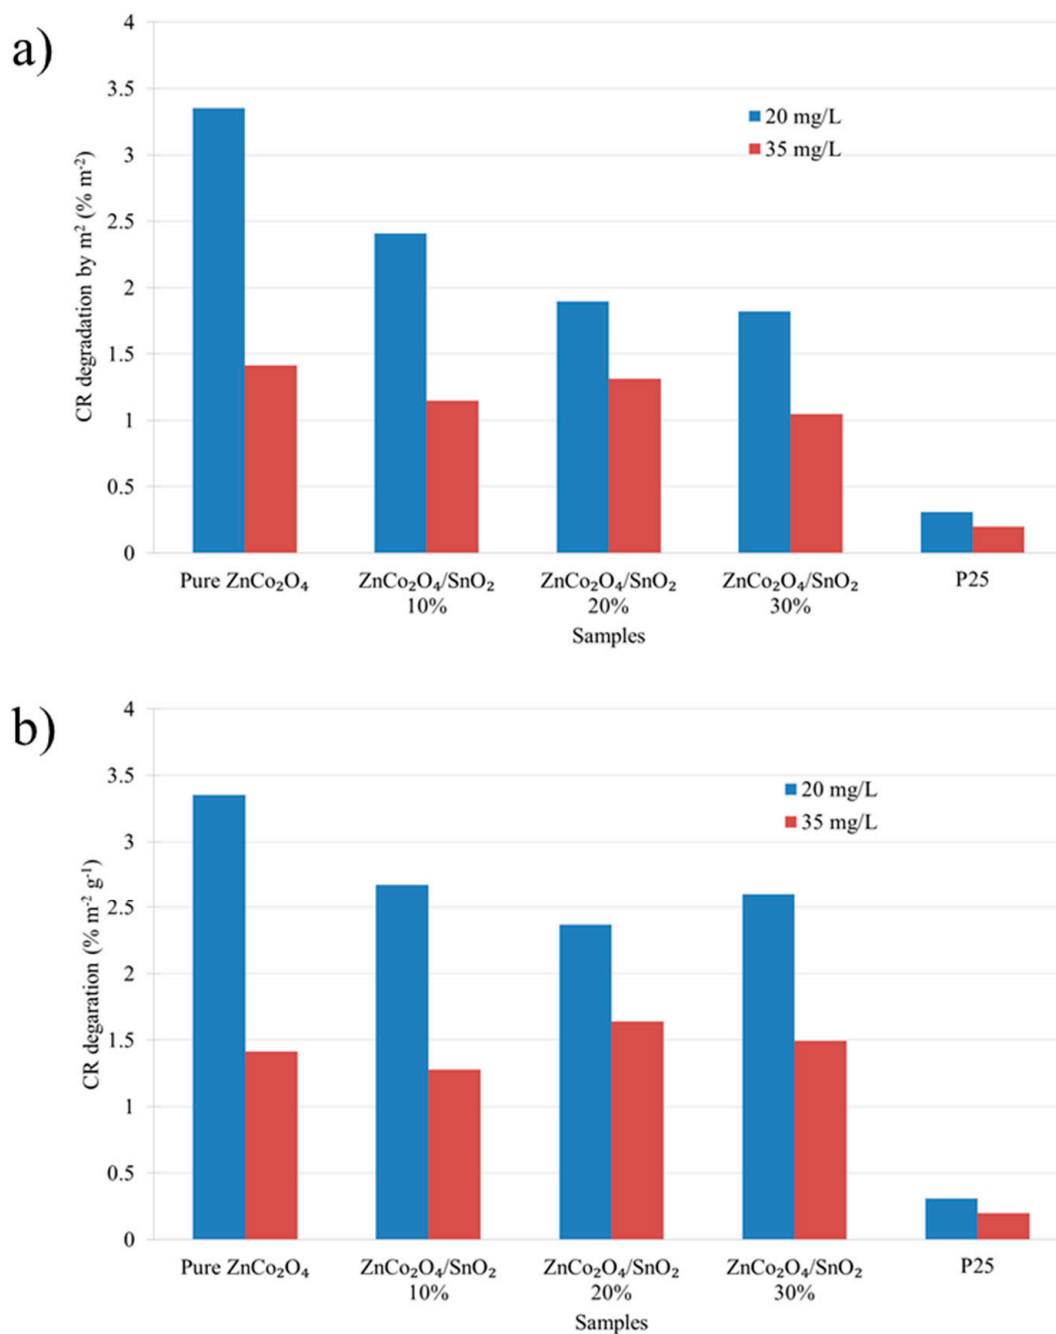 a)
4
3.5
3
2.5
2
1.5
1
0.5
0
CR degradation by m² (% m⁻²)
20 mg/L
35 mg/L
Pure ZnCo₂O₄
ZnCo₂O₄/SnO₂
10%
ZnCo₂O₄/SnO₂
20%
ZnCo₂O₄/SnO₂
30%
P25
Samples
b)
4
3.5
3
2.5
2
1.5
1
0.5
0
CR degaration (% m⁻² g⁻¹)
20 mg/L
35 mg/L
Pure ZnCo₂O₄
ZnCo₂O₄/SnO₂
10%
ZnCo₂O₄/SnO₂
20%
ZnCo₂O₄/SnO₂
30%
P25
Samples